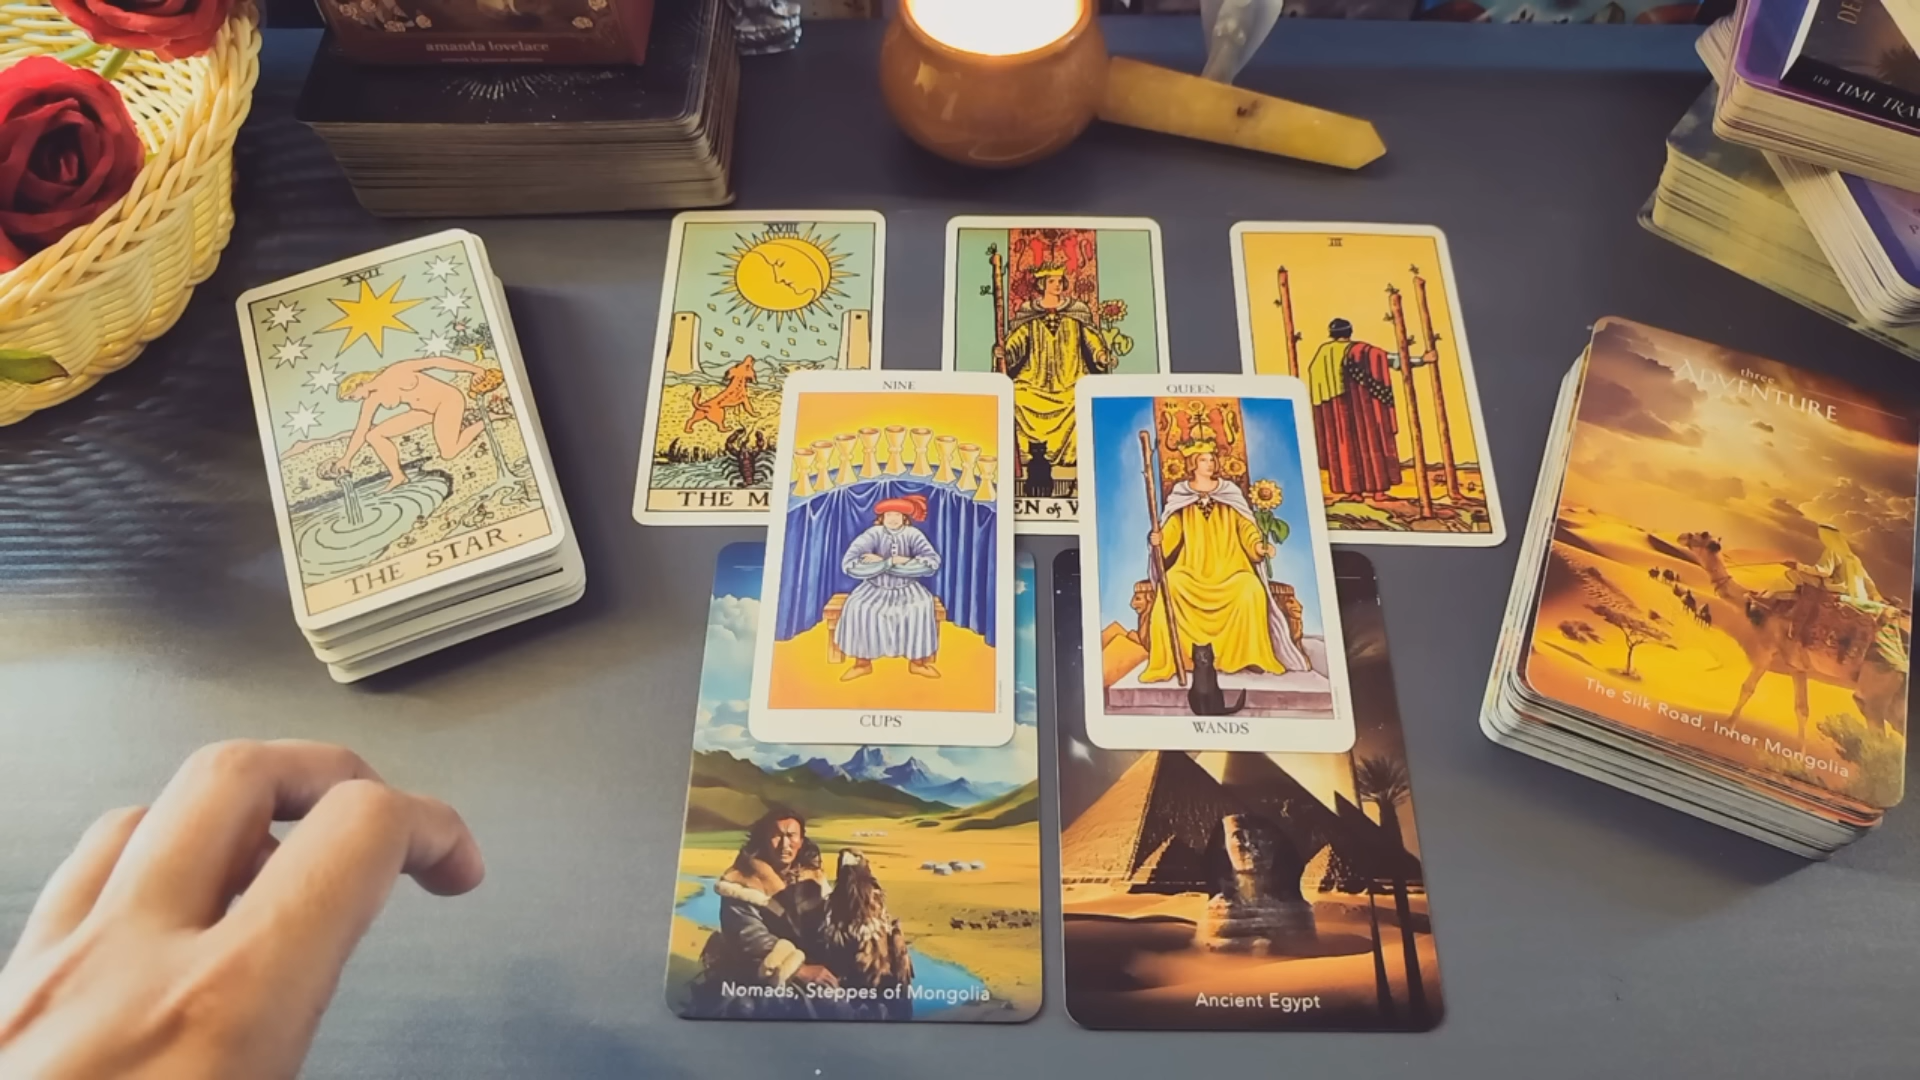 amanda lovelace
THE TIME TRA
XVII
THE STAR.
XVIII
THE M
EN of W
III
NINE
CUPS
QUEEN
WANDS
three
ADVENTURE
The Silk Road, Inner Mongolia
Nomads, Steppes of Mongolia
Ancient Egypt